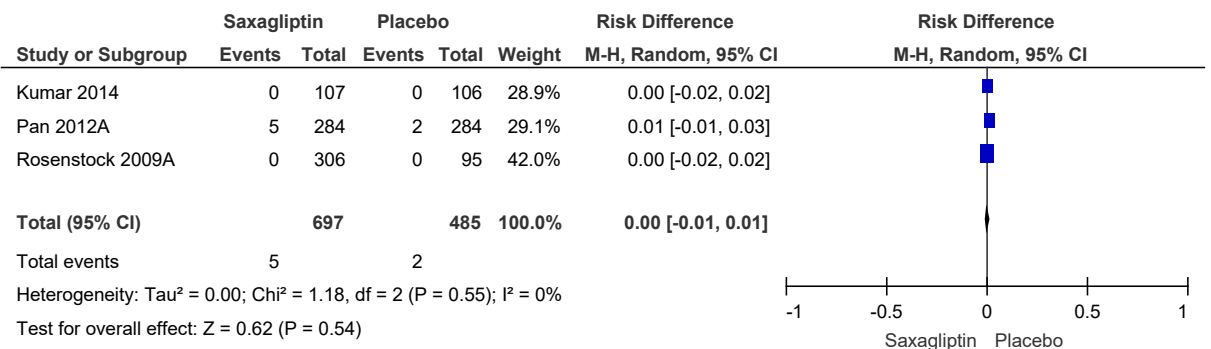 Saxagliptin Placebo Risk Difference Risk Difference
Study or Subgroup Events Total Events Total Weight M-H, Random, 95% CI M-H, Random, 95% CI
Kumar 2014 0 107 0 106 28.9% 0.00 [-0.02, 0.02]
Pan 2012A 5 284 2 284 29.1% 0.01 [-0.01, 0.03]
Rosenstock 2009A 0 306 0 95 42.0% 0.00 [-0.02, 0.02]
Total (95% CI) 697 485 100.0% 0.00 [-0.01, 0.01]
Total events 5 2
Heterogeneity: Tau² = 0.00; Chi² = 1.18, df = 2 (P = 0.55); I² = 0%
Test for overall effect: Z = 0.62 (P = 0.54)
-1 -0.5 0 0.5 1
Saxagliptin Placebo